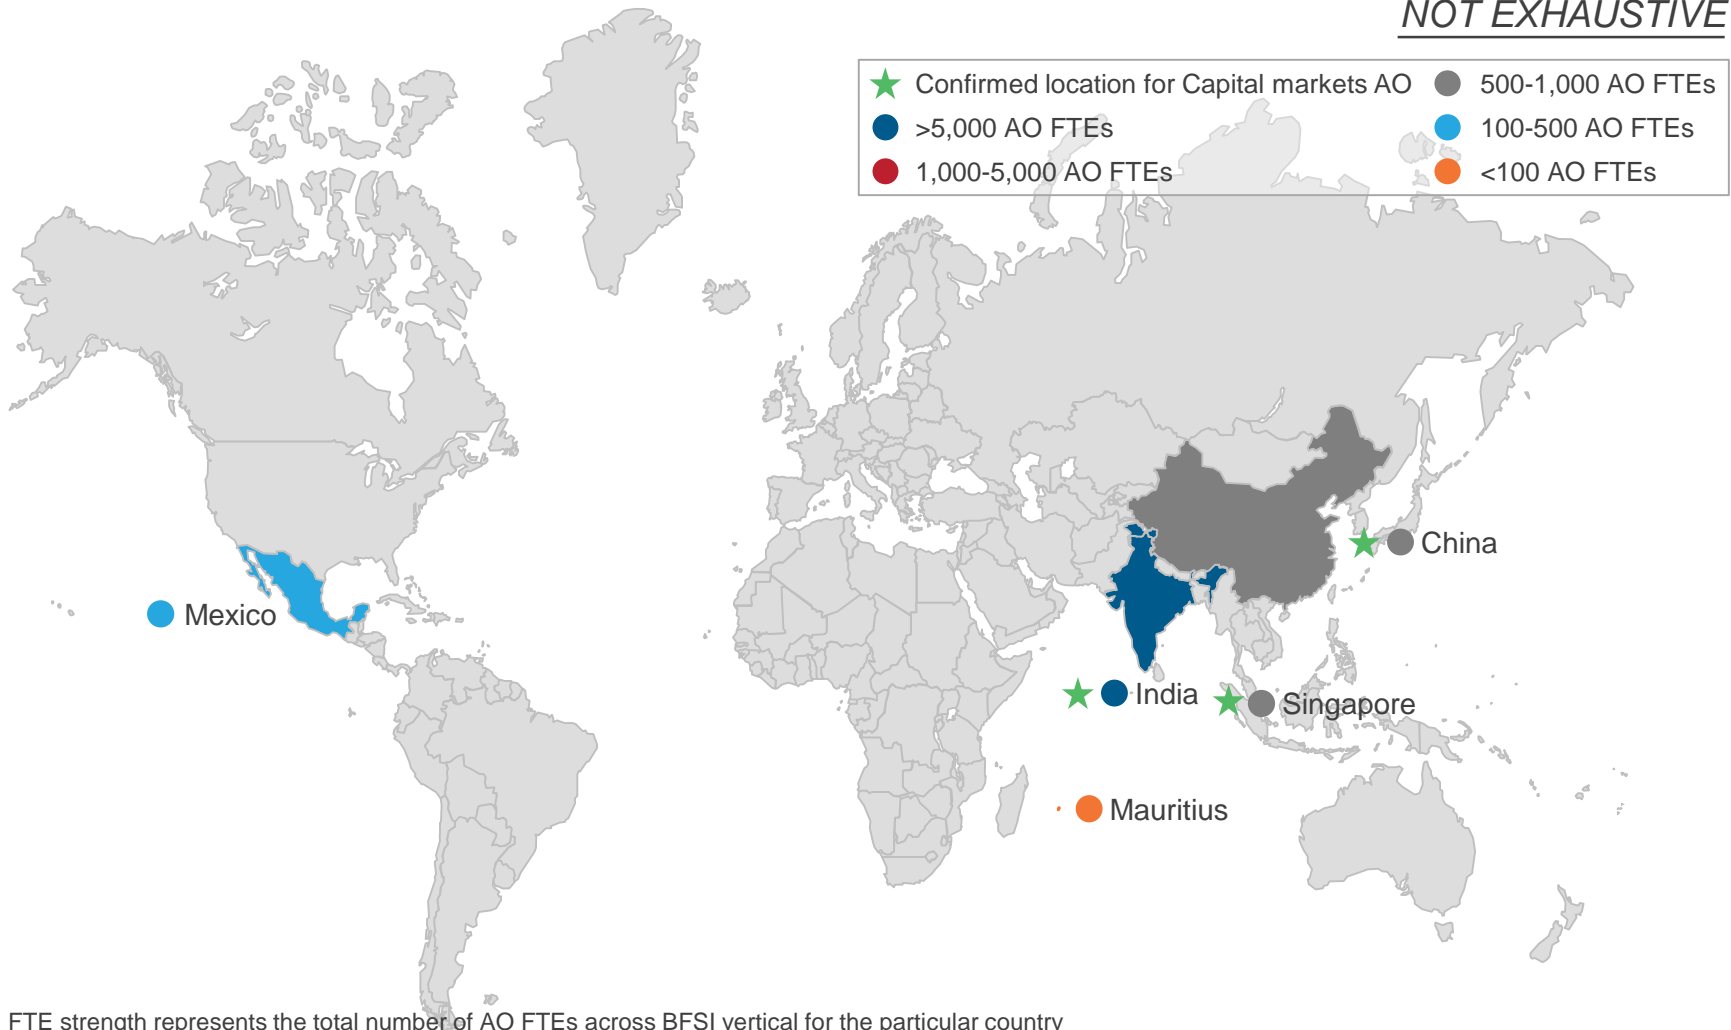 NOT EXHAUSTIVE
Confirmed location for Capital markets AO
500-1,000 AO FTEs
>5,000 AO FTEs
100-500 AO FTEs
1,000-5,000 AO FTEs
<100 AO FTEs
China
Mexico
India
Singapore
Mauritius
FTE strength represents the total number of AO FTEs across BFSI vertical for the particular country